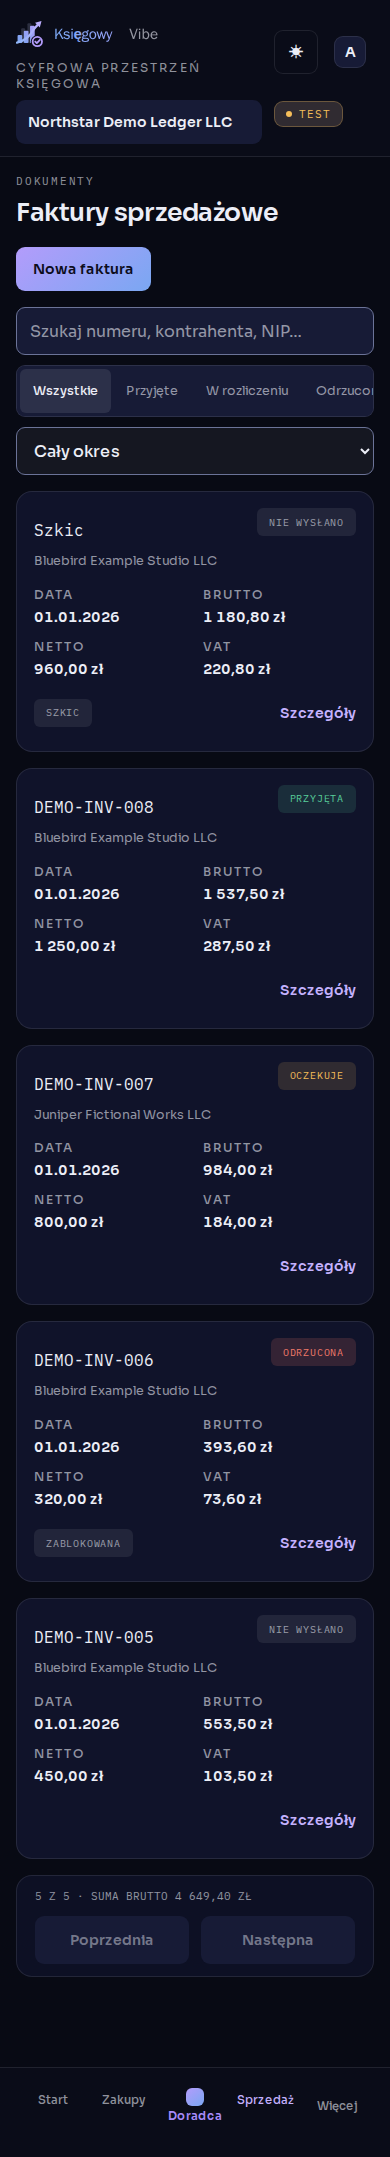 Księgowy Vibe
CYFROWA PRZESTRZEŃ
KSIĘGOWA
☀ A
Northstar Demo Ledger LLC
TEST
DOKUMENTY
Faktury sprzedażowe
Nowa faktura
Szukaj numeru, kontrahenta, NIP...
Wszystkie Przyjęte W rozliczeniu Odrzucor
Cały okres
NIE WYSŁANO
Szkic
Bluebird Example Studio LLC
DATA BRUTTO
01.01.2026 1 180,80 zł
NETTO VAT
960,00 zł 220,80 zł
SZKIC Szczegóły
PRZYJĘTA
DEMO-INV-008
Bluebird Example Studio LLC
DATA BRUTTO
01.01.2026 1 537,50 zł
NETTO VAT
1 250,00 zł 287,50 zł
Szczegóły
OCZEKUJE
DEMO-INV-007
Juniper Fictional Works LLC
DATA BRUTTO
01.01.2026 984,00 zł
NETTO VAT
800,00 zł 184,00 zł
Szczegóły
ODRZUCONA
DEMO-INV-006
Bluebird Example Studio LLC
DATA BRUTTO
01.01.2026 393,60 zł
NETTO VAT
320,00 zł 73,60 zł
ZABLOKOWANA Szczegóły
NIE WYSŁANO
DEMO-INV-005
Bluebird Example Studio LLC
DATA BRUTTO
01.01.2026 553,50 zł
NETTO VAT
450,00 zł 103,50 zł
Szczegóły
5 Z 5 · SUMA BRUTTO 4 649,40 ZŁ
Poprzednia Następna
Start Zakupy Doradca Sprzedaż Więcej